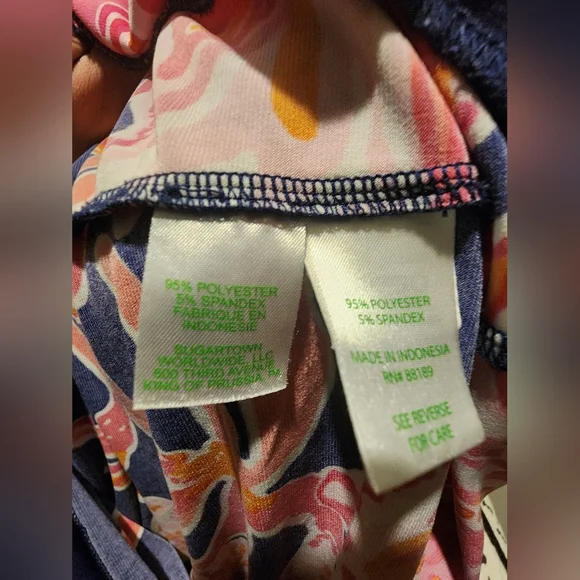 95% POLYESTER
5% SPANDEX
FABRIQUE EN
INDONESIE
SUGARTOWN
WORLDWIDE, LLC
800 THIRD AVENUE
KING OF PRUSSIA, PA
95% POLYESTER
5% SPANDEX
MADE IN INDONESIA
RN# 88189
SEE REVERSE
FOR CARE